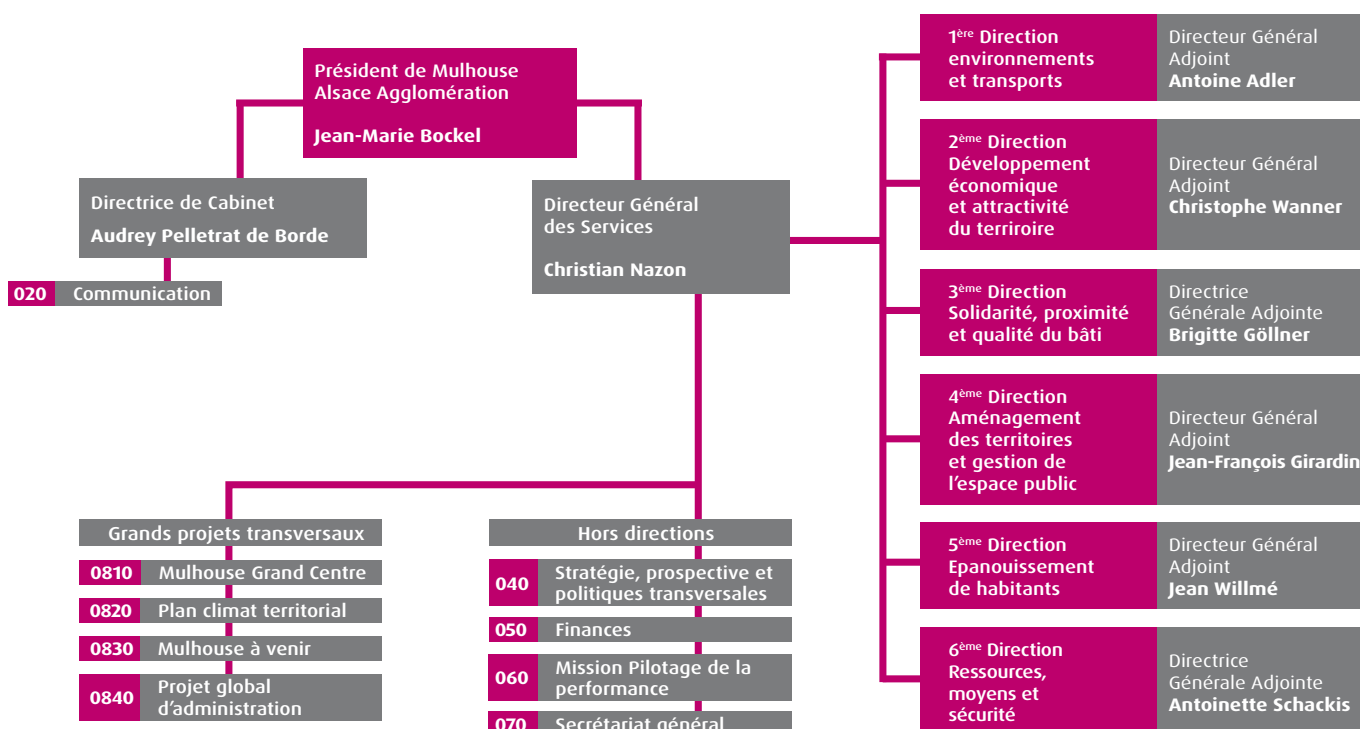 Président de Mulhouse
Alsace Agglomération
Jean-Marie Bockel
Directrice de Cabinet
Audrey Pelletrat de Borde
020 Communication
Directeur Général
des Services
Christian Nazon
Grands projets transversaux
0810 Mulhouse Grand Centre
0820 Plan climat territorial
0830 Mulhouse à venir
0840 Projet global
d'administration
Hors directions
040 Stratégie, prospective et
politiques transversales
050 Finances
060 Mission Pilotage de la
performance
070 Secrétariat général
1ère Direction
environnements
et transports
Directeur Général
Adjoint
Antoine Adler
2ème Direction
Développement
économique
et attractivité
du terriroire
Directeur Général
Adjoint
Christophe Wanner
3ème Direction
Solidarité, proximité
et qualité du bâti
Directrice
Générale Adjointe
Brigitte Göllner
4ème Direction
Aménagement
des territoires
et gestion de
l'espace public
Directeur Général
Adjoint
Jean-François Girardin
5ème Direction
Epanouissement
de habitants
Directeur Général
Adjoint
Jean Willmé
6ème Direction
Ressources,
moyens et
sécurité
Directrice
Générale Adjointe
Antoinette Schackis